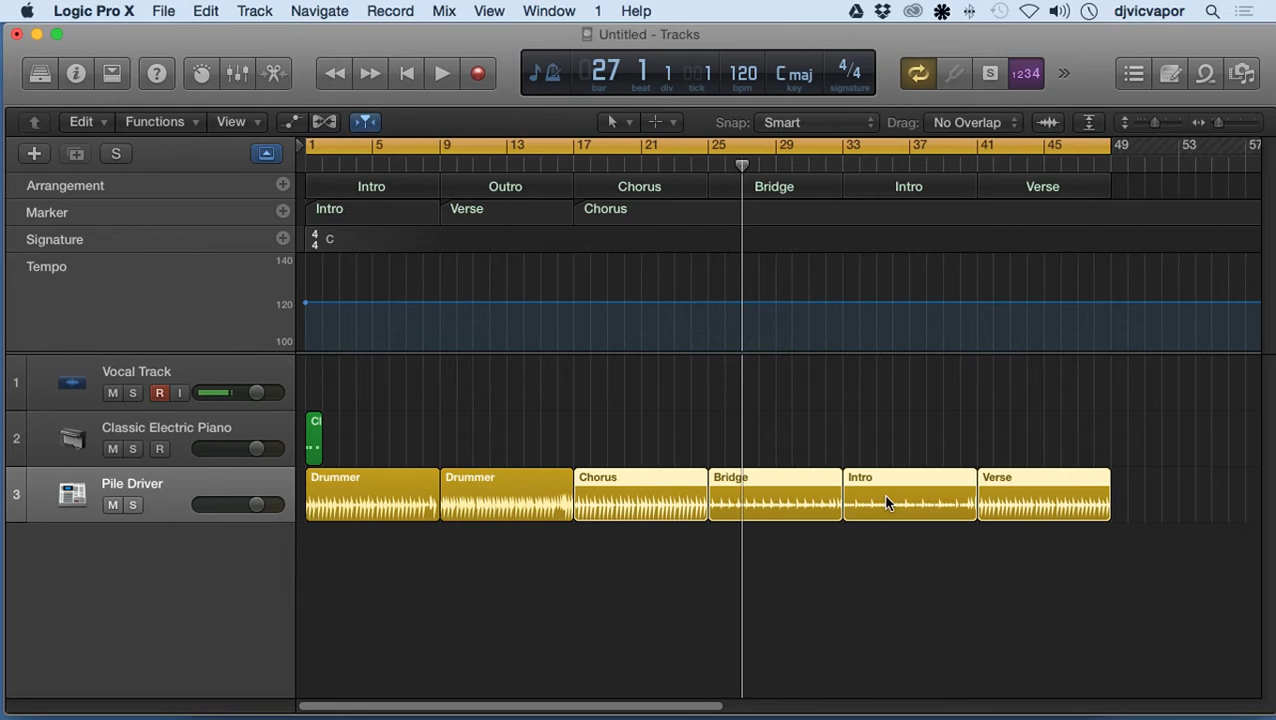 Logic Pro X File Edit Track Navigate Record Mix View Window 1 Help djvicvapor
Untitled - Tracks
27 1 1 1 120 C maj 4/4
bar beat div tick bpm key signature
S 1234
Edit Functions View Snap: Smart Drag: No Overlap
S
1 5 9 13 17 21 25 29 33 37 41 45 49 53 57
Arrangement Intro Outro Chorus Bridge Intro Verse
Marker Intro Verse Chorus
Signature 4/4 C
Tempo 140
120
100
1 Vocal Track
M S R I
2 Classic Electric Piano Cl
M S R
3 Pile Driver Drummer Drummer Chorus Bridge Intro Verse
M S